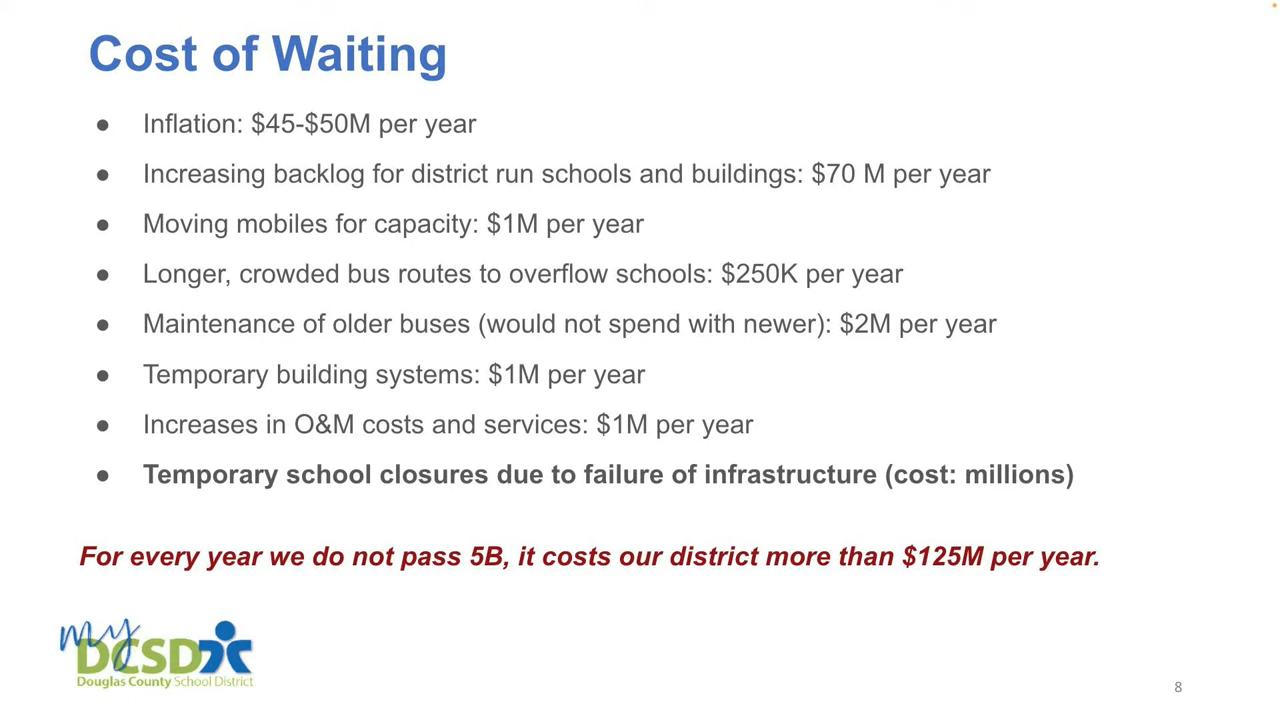 Cost of Waiting
● Inflation: $45-$50M per year
● Increasing backlog for district run schools and buildings: $70 M per year
● Moving mobiles for capacity: $1M per year
● Longer, crowded bus routes to overflow schools: $250K per year
● Maintenance of older buses (would not spend with newer): $2M per year
● Temporary building systems: $1M per year
● Increases in O&M costs and services: $1M per year
● Temporary school closures due to failure of infrastructure (cost: millions)
For every year we do not pass 5B, it costs our district more than $125M per year.
my
DCSD
Douglas County School District
8